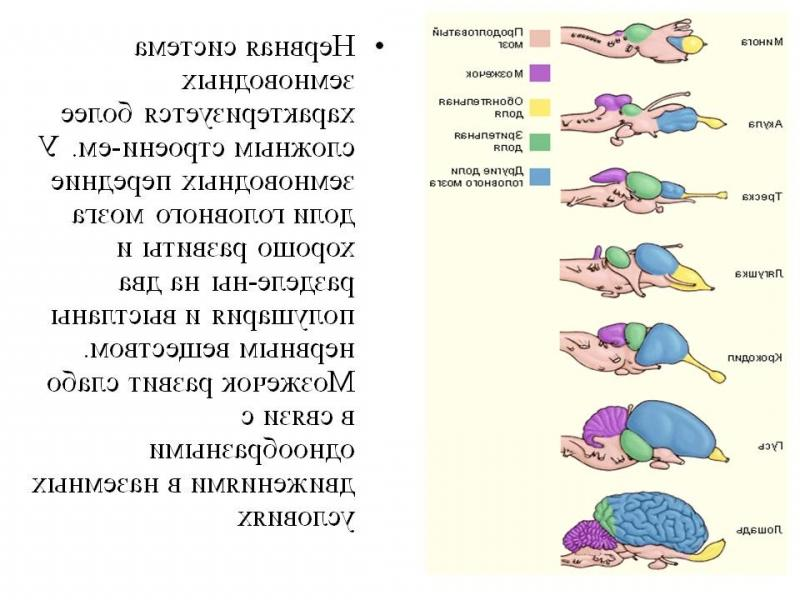 • Нервная система
земноводных
характеризуется более
сложным строени-ем. У
земноводных передние
доли головного мозга
хорошо развиты и
разделе-ны на два
полушария и выстланы
нервным веществом.
Мозжечок развит слабо
в связи с
однообразными
движениями в наземных
условиях
Продолговатый
мозг
Мозжечок
Обонятельная
доля
Зрительная
доля
Другие доли
головного мозга
Минога
Акула
Треска
Лягушка
Крокодил
Гусь
Лошадь